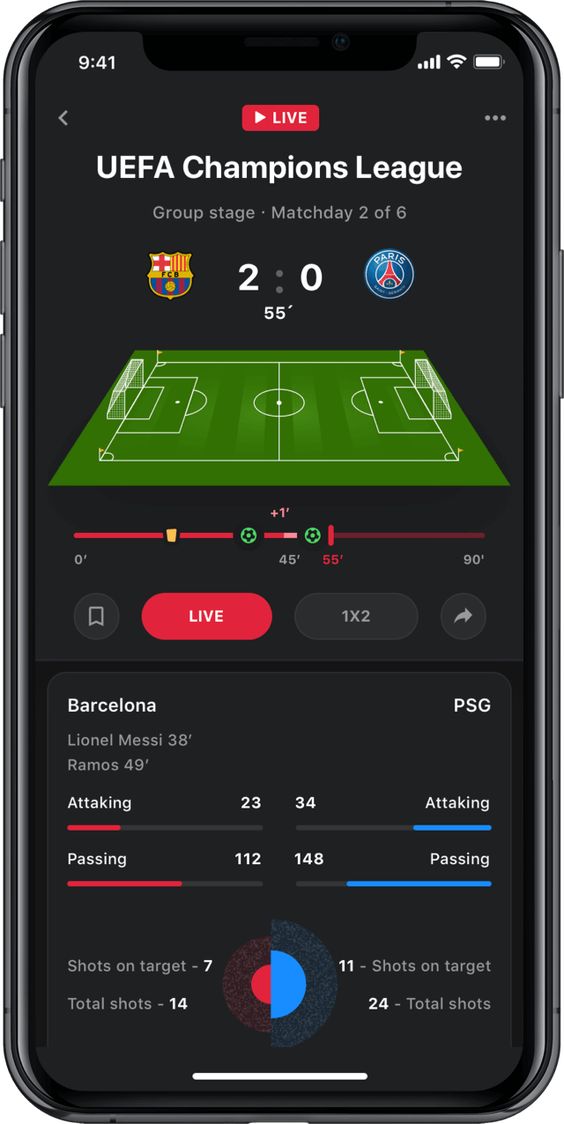 9:41
LIVE
UEFA Champions League
Group stage · Matchday 2 of 6
FCB
PARIS
2 : 0
55´
+1’
0’ 45’ 55’ 90'
LIVE 1X2
Barcelona PSG
Lionel Messi 38’
Ramos 49’
Attaking 23 34 Attaking
Passing 112 148 Passing
Shots on target - 7 11 - Shots on target
Total shots - 14 24 - Total shots